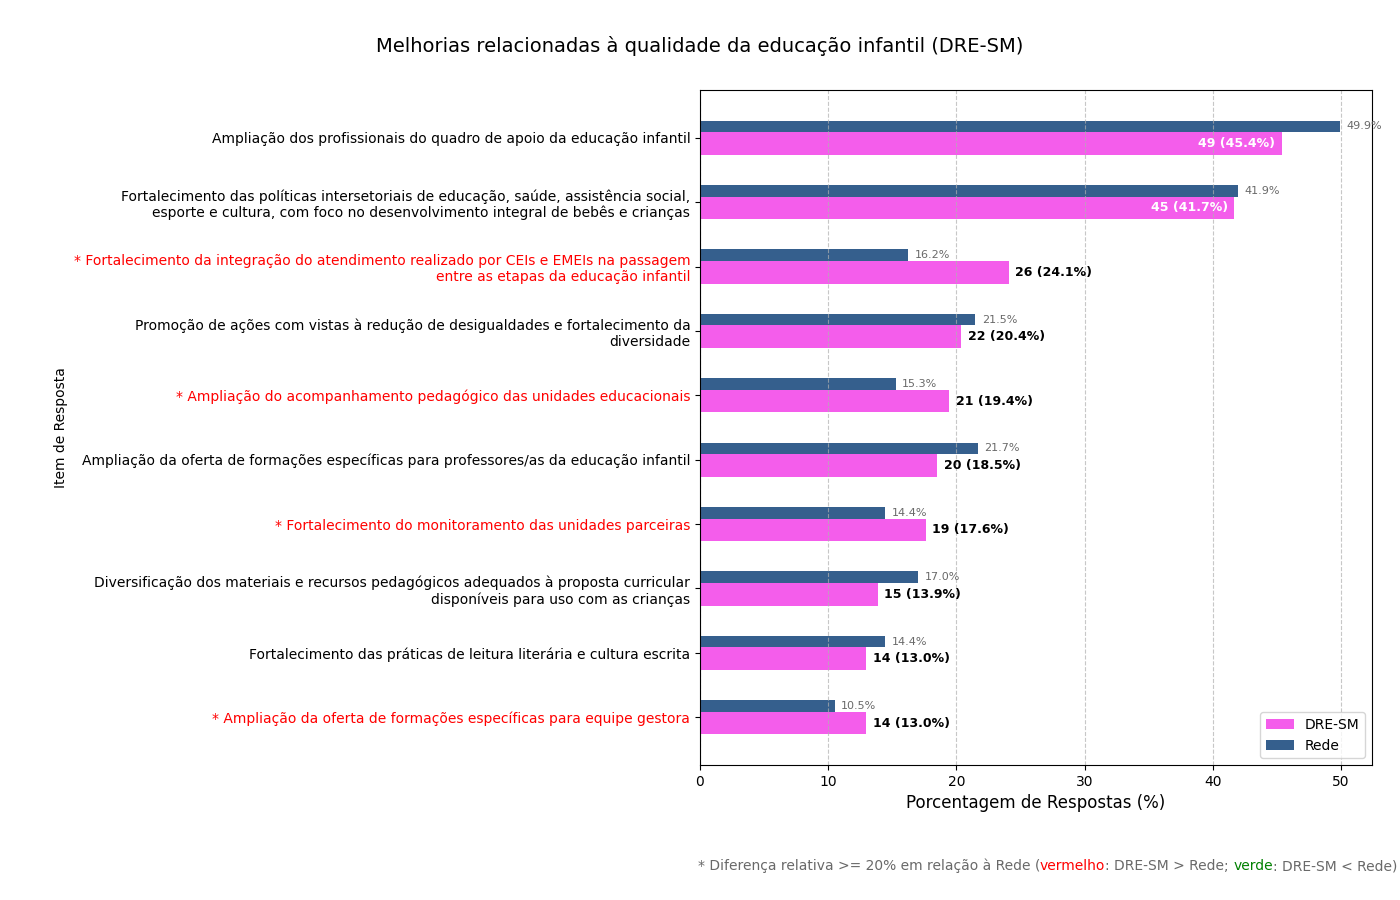 Melhorias relacionadas à qualidade da educação infantil (DRE-SM)
Item de Resposta
Ampliação dos profissionais do quadro de apoio da educação infantil
49.9%
49 (45.4%)
Fortalecimento das políticas intersetoriais de educação, saúde, assistência social,
esporte e cultura, com foco no desenvolvimento integral de bebês e crianças
41.9%
45 (41.7%)
* Fortalecimento da integração do atendimento realizado por CEIs e EMEIs na passagem
entre as etapas da educação infantil
16.2%
26 (24.1%)
Promoção de ações com vistas à redução de desigualdades e fortalecimento da
diversidade
21.5%
22 (20.4%)
* Ampliação do acompanhamento pedagógico das unidades educacionais
15.3%
21 (19.4%)
Ampliação da oferta de formações específicas para professores/as da educação infantil
21.7%
20 (18.5%)
* Fortalecimento do monitoramento das unidades parceiras
14.4%
19 (17.6%)
Diversificação dos materiais e recursos pedagógicos adequados à proposta curricular
disponíveis para uso com as crianças
17.0%
15 (13.9%)
Fortalecimento das práticas de leitura literária e cultura escrita
14.4%
14 (13.0%)
* Ampliação da oferta de formações específicas para equipe gestora
10.5%
14 (13.0%)
DRE-SM
Rede
0 10 20 30 40 50
Porcentagem de Respostas (%)
* Diferença relativa >= 20% em relação à Rede (vermelho: DRE-SM > Rede; verde: DRE-SM < Rede)